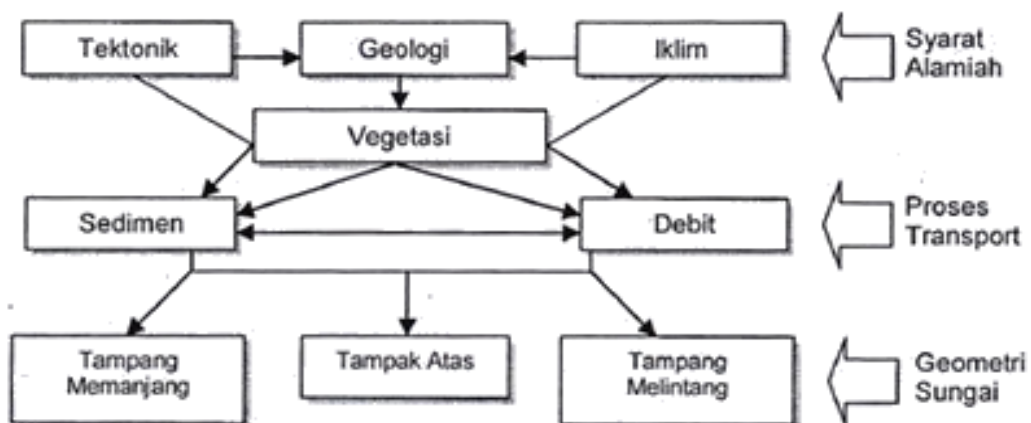 Tektonik
Geologi
Iklim
Syarat
Alamiah
Vegetasi
Sedimen
Debit
Proses
Transport
Tampang
Memanjang
Tampak Atas
Tampang
Melintang
Geometri
Sungai